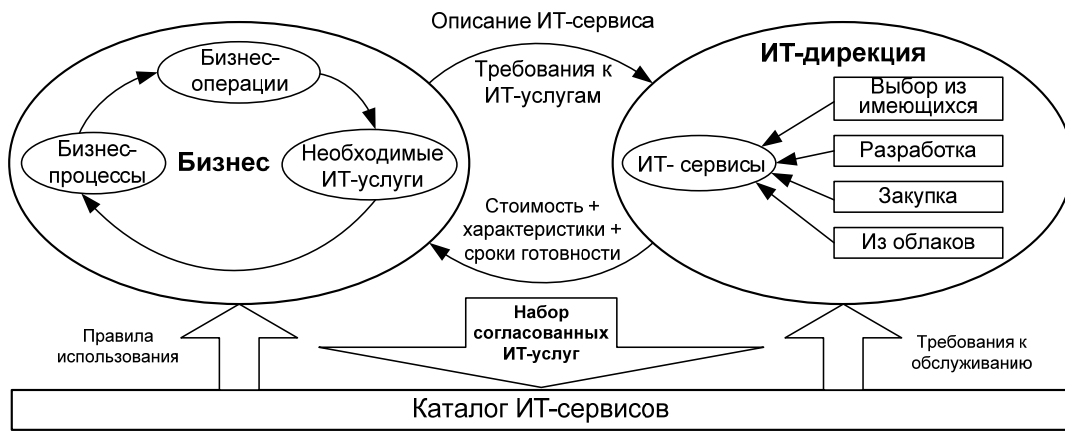 Описание ИТ-сервиса
Бизнес-
операции
Бизнес-
процессы
Бизнес
Необходимые
ИТ-услуги
Требования к
ИТ-услугам
Стоимость +
характеристики +
сроки готовности
ИТ-дирекция
ИТ- сервисы
Выбор из
имеющихся
Разработка
Закупка
Из облаков
Правила
использования
Набор
согласованных
ИТ-услуг
Требования к
обслуживанию
Каталог ИТ-сервисов